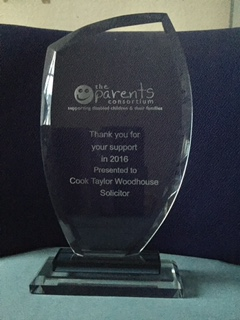 the
parents
consortium
supporting disabled children & their families
Thank you for
your support
in 2016
Presented to
Cook Taylor Woodhouse
Solicitor